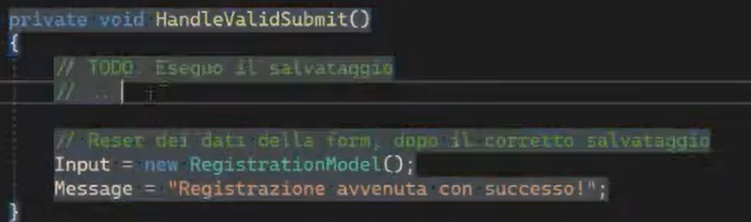 private void HandleValidSubmit()
{
// TODO: Eseguo il salvataggio
// ...
// Reset dei dati della form, dopo il corretto salvataggio
Input = new RegistrationModel();
Message = "Registrazione avvenuta con successo!";
}